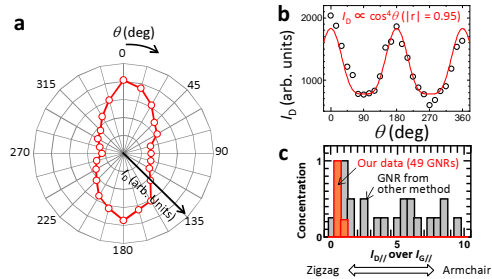 a
θ (deg)
0
45
90
135
225
270
315
I_D (arb. Units)
b
I_D ∝ cos⁴θ (|r| = 0.95)
2000
1000
I_D (arb. units)
0
90
180
270
360
θ (deg)
c
Our data (49 GNRs)
GNR from
other method
Concentration
1
0.5
0
0
5
10
I_D// over I_G//
Zigzag
Armchair